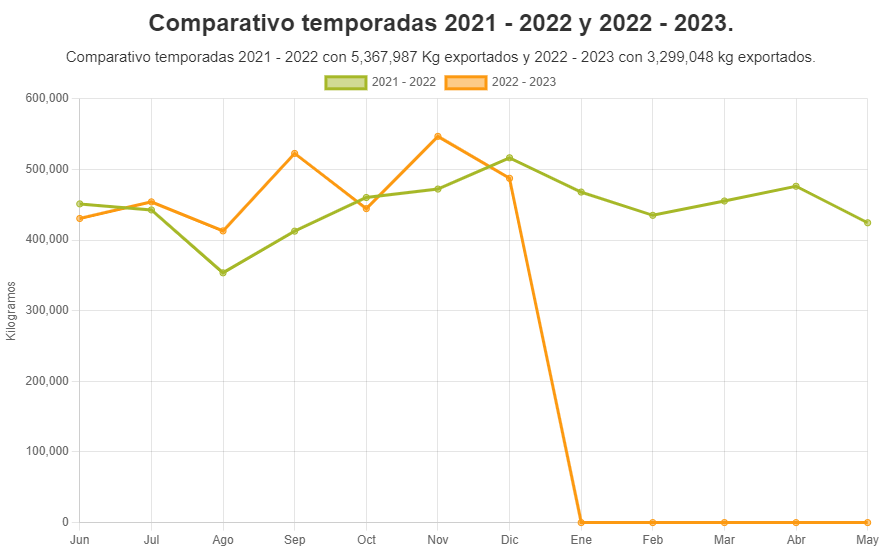 Comparativo temporadas 2021 - 2022 y 2022 - 2023.
Comparativo temporadas 2021 - 2022 con 5,367,987 Kg exportados y 2022 - 2023 con 3,299,048 kg exportados.
2021 - 2022 2022 - 2023
600,000
500,000
400,000
300,000
200,000
100,000
0
Kilogramos
Jun Jul Ago Sep Oct Nov Dic Ene Feb Mar Abr May